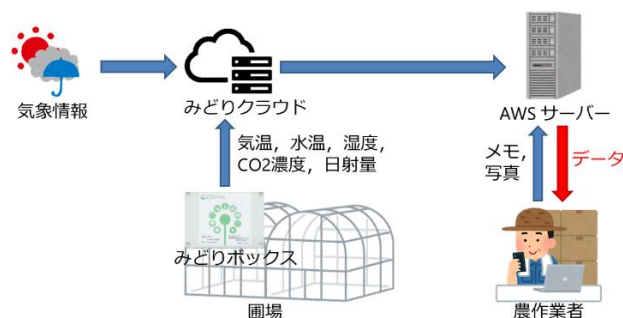 気象情報
みどりクラウド
AWS サーバー
気温，水温，湿度，
CO2濃度，日射量
メモ，
写真
データ
みどりボックス
圃場
農作業者